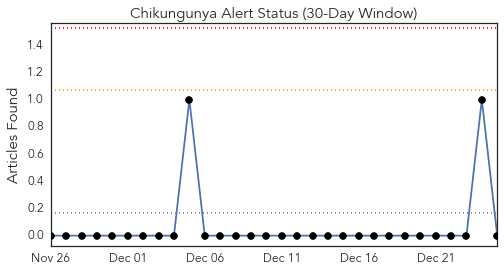 Chikungunya Alert Status (30-Day Window)
Articles Found
1.4
1.2
1.0
0.8
0.6
0.4
0.2
0.0
Nov 26 Dec 01 Dec 06 Dec 11 Dec 16 Dec 21